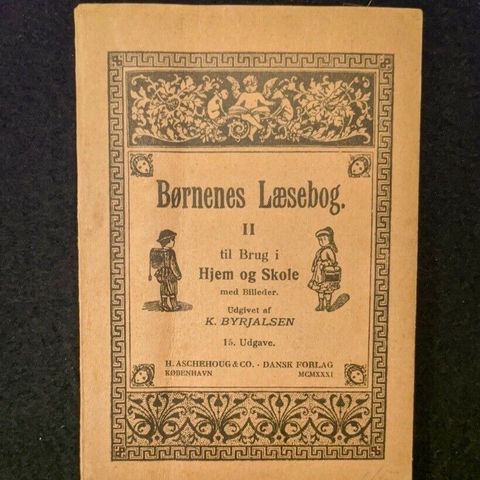 Børnenes Læsebog.
II
til Brug i
Hjem og Skole
med Billeder.
Udgivet af
K. BYRJALSEN
15. Udgave.
H. ASCHEHOUG & CO. · DANSK FORLAG
KØBENHAVN MCMXXXI